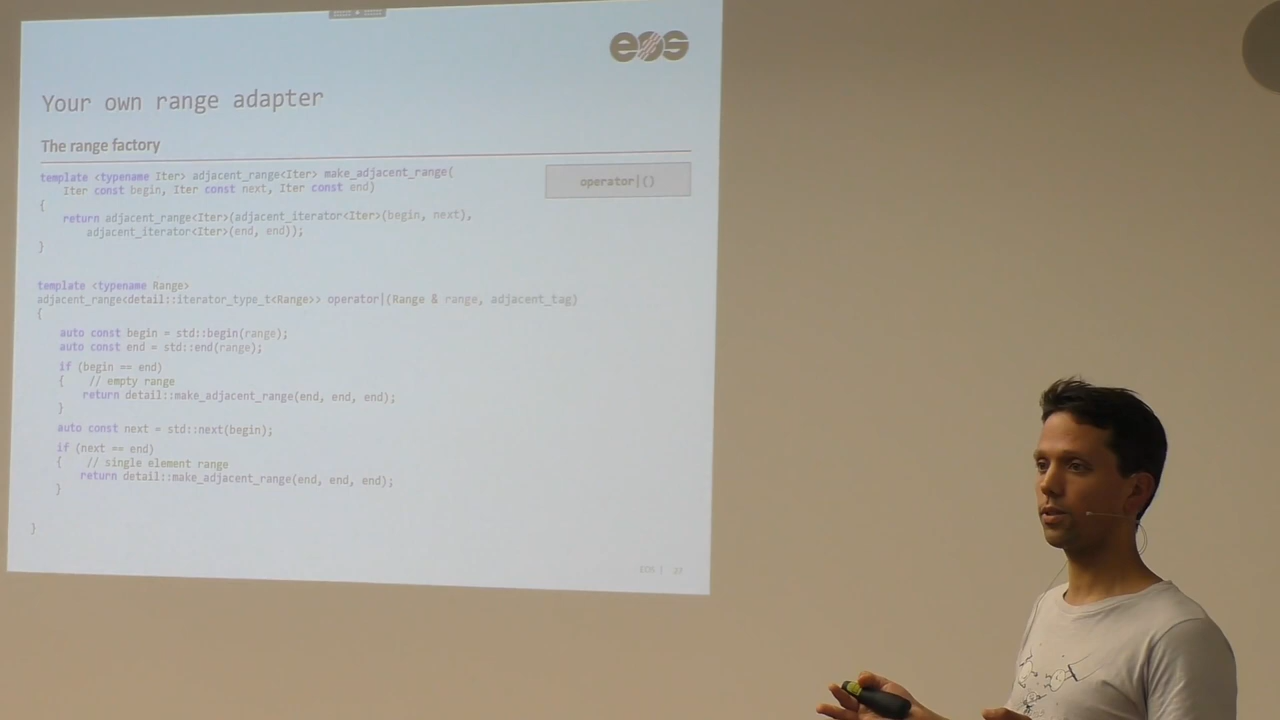 eos
Your own range adapter
The range factory
operator|()
template <typename Iter> adjacent_range<Iter> make_adjacent_range(
Iter const begin, Iter const next, Iter const end)
{
return adjacent_range<Iter>(adjacent_iterator<Iter>(begin, next),
adjacent_iterator<Iter>(end, end));
}
template <typename Range>
adjacent_range<detail::iterator_type_t<Range>> operator|(Range & range, adjacent_tag)
{
auto const begin = std::begin(range);
auto const end = std::end(range);
if (begin == end)
{ // empty range
return detail::make_adjacent_range(end, end, end);
}
auto const next = std::next(begin);
if (next == end)
{ // single element range
return detail::make_adjacent_range(end, end, end);
}
}
EOS |